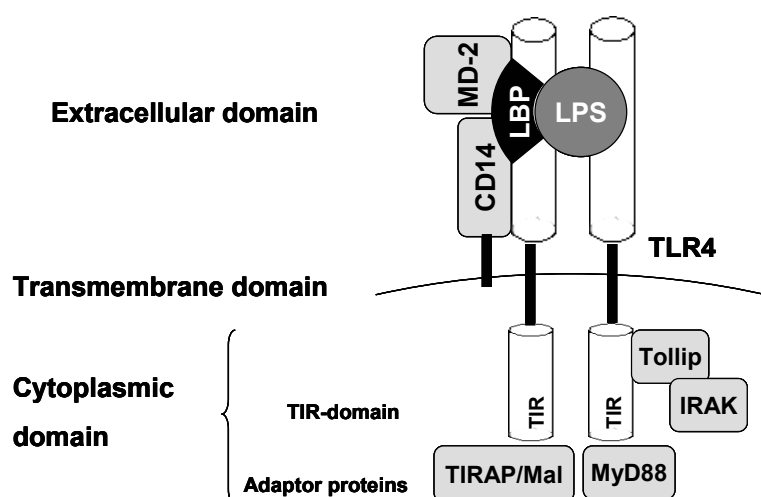 MD-2
LBP
LPS
Extracellular domain
CD14
TLR4
Transmembrane domain
Tollip
Cytoplasmic
domain
IRAK
TIR-domain
TIR
TIR
TIRAP/Mal
MyD88
Adaptor proteins